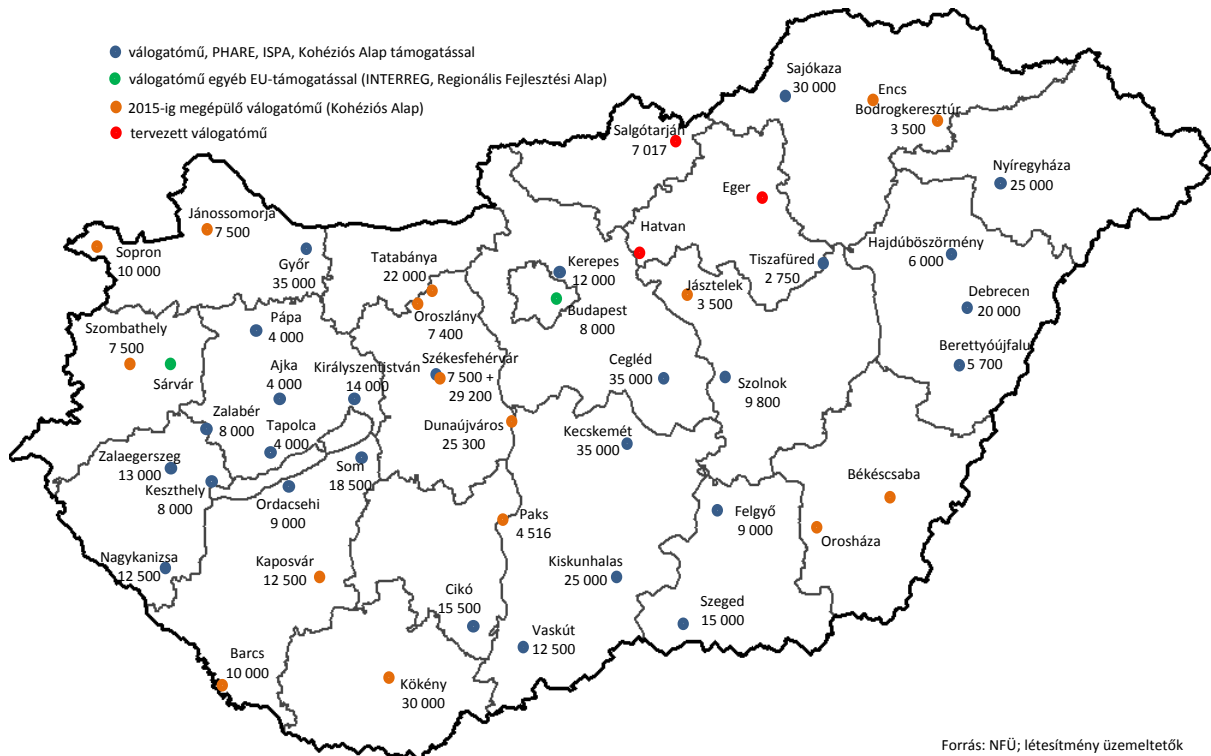 válogatómű, PHARE, ISPA, Kohéziós Alap támogatással
válogatómű egyéb EU-támogatással (INTERREG, Regionális Fejlesztési Alap)
2015-ig megépülő válogatómű (Kohéziós Alap)
tervezett válogatómű
Sajókaza
30 000
Encs
Bodrogkeresztúr
3 500
Salgótarján
7 017
Nyíregyháza
25 000
Eger
Jánossomorja
7 500
Sopron
10 000
Győr
35 000
Tatabánya
22 000
Hatvan
Kerepes
12 000
Tiszafüred
2 750
Hajdúböszörmény
6 000
Jásztelek
3 500
Budapest
8 000
Debrecen
20 000
Oroszlány
7 400
Pápa
4 000
Szombathely
7 500
Sárvár
Ajka
4 000
Királyszentistván
14 000
Székesfehérvár
7 500 +
29 200
Cegléd
35 000
Szolnok
9 800
Berettyóújfalu
5 700
Zalabér
8 000
Tapolca
4 000
Dunaújváros
25 300
Kecskemét
35 000
Zalaegerszeg
13 000
Keszthely
8 000
Som
18 500
Ordacsehi
9 000
Békéscsaba
Paks
4 516
Felgyő
9 000
Orosháza
Nagykanizsa
12 500
Kaposvár
12 500
Kiskunhalas
25 000
Cikó
15 500
Szeged
15 000
Vaskút
12 500
Barcs
10 000
Kökény
30 000
Forrás: NFÜ; létesítmény üzemeltetők